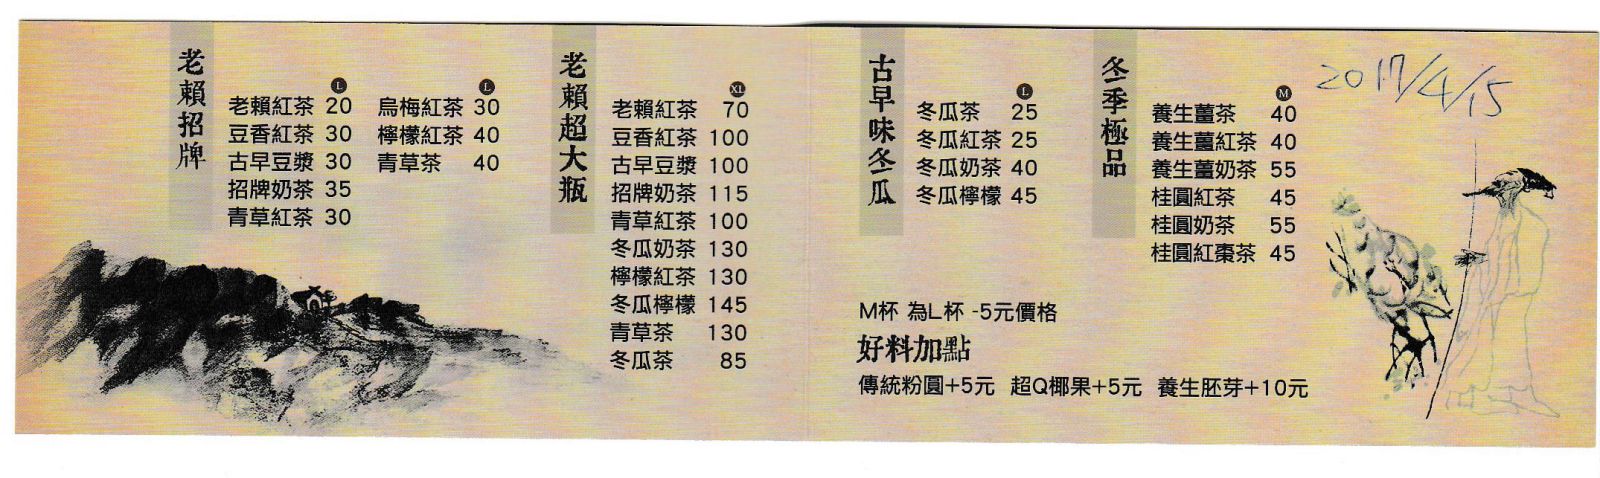 老賴招牌
L
老賴紅茶 20
豆香紅茶 30
古早豆漿 30
招牌奶茶 35
青草紅茶 30
L
烏梅紅茶 30
檸檬紅茶 40
青草茶 40
老賴超大瓶
XL
老賴紅茶 70
豆香紅茶 100
古早豆漿 100
招牌奶茶 115
青草紅茶 100
冬瓜奶茶 130
檸檬紅茶 130
冬瓜檸檬 145
青草茶 130
冬瓜茶 85
古早味冬瓜
L
冬瓜茶 25
冬瓜紅茶 25
冬瓜奶茶 40
冬瓜檸檬 45
冬季極品
M
養生薑茶 40
養生薑紅茶 40
養生薑奶茶 55
桂圓紅茶 45
桂圓奶茶 55
桂圓紅棗茶 45
2017/4/15
M杯 為L杯 -5元價格
好料加點
傳統粉圓+5元 超Q椰果+5元 養生胚芽+10元